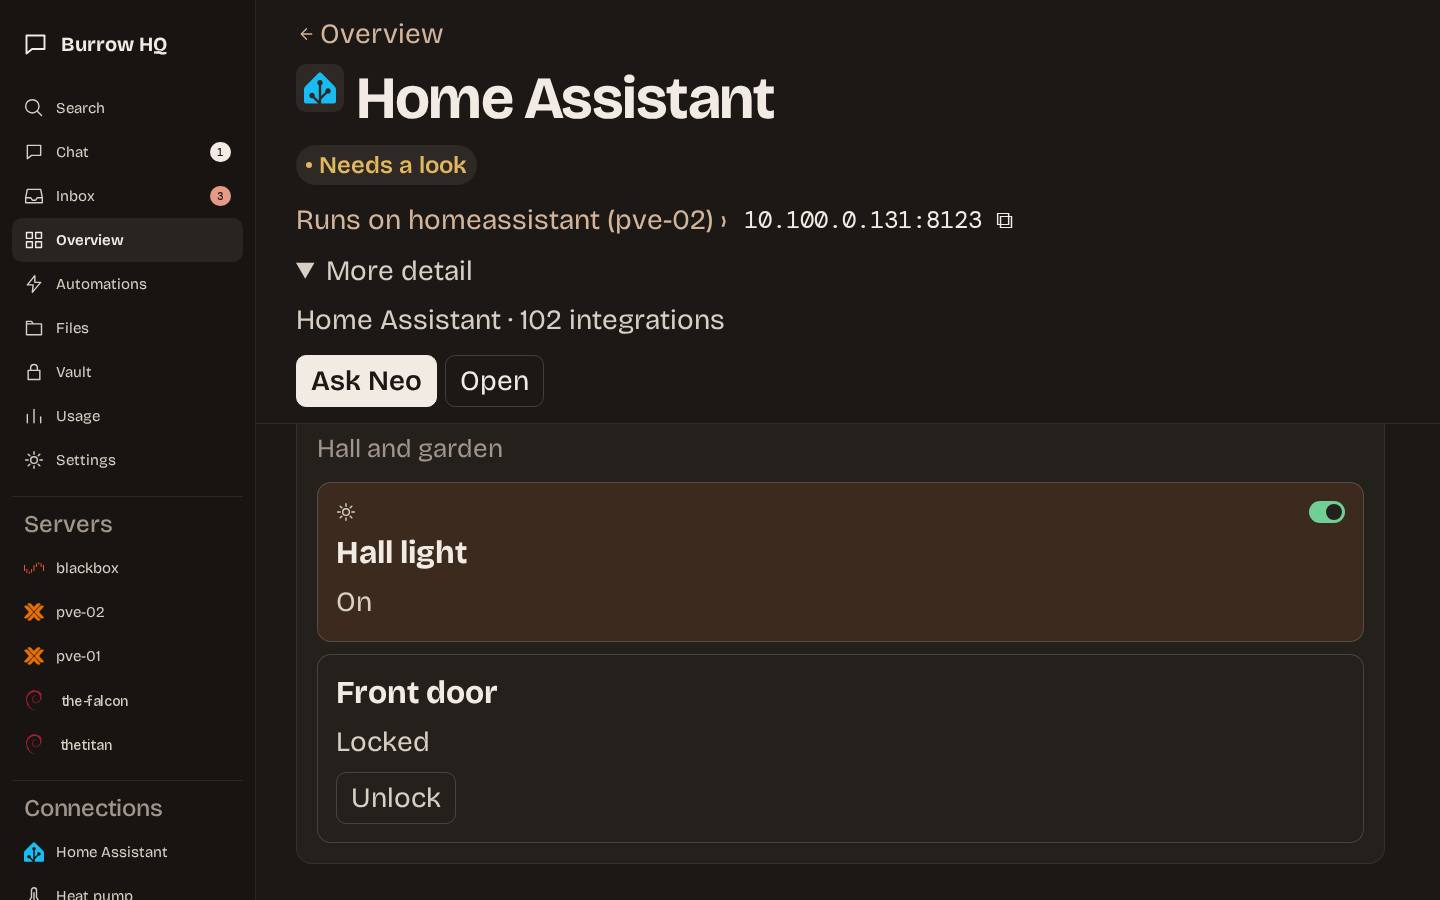 Burrow HQ
Search
Chat 1
Inbox 3
Overview
Automations
Files
Vault
Usage
Settings
Servers
blackbox
pve-02
pve-01
the-falcon
thetitan
Connections
Home Assistant
Heat pump
← Overview
Home Assistant
• Needs a look
Runs on homeassistant (pve-02) › 10.100.0.131:8123
▼ More detail
Home Assistant · 102 integrations
Ask Neo Open
Hall and garden
Hall light
On
Front door
Locked
Unlock